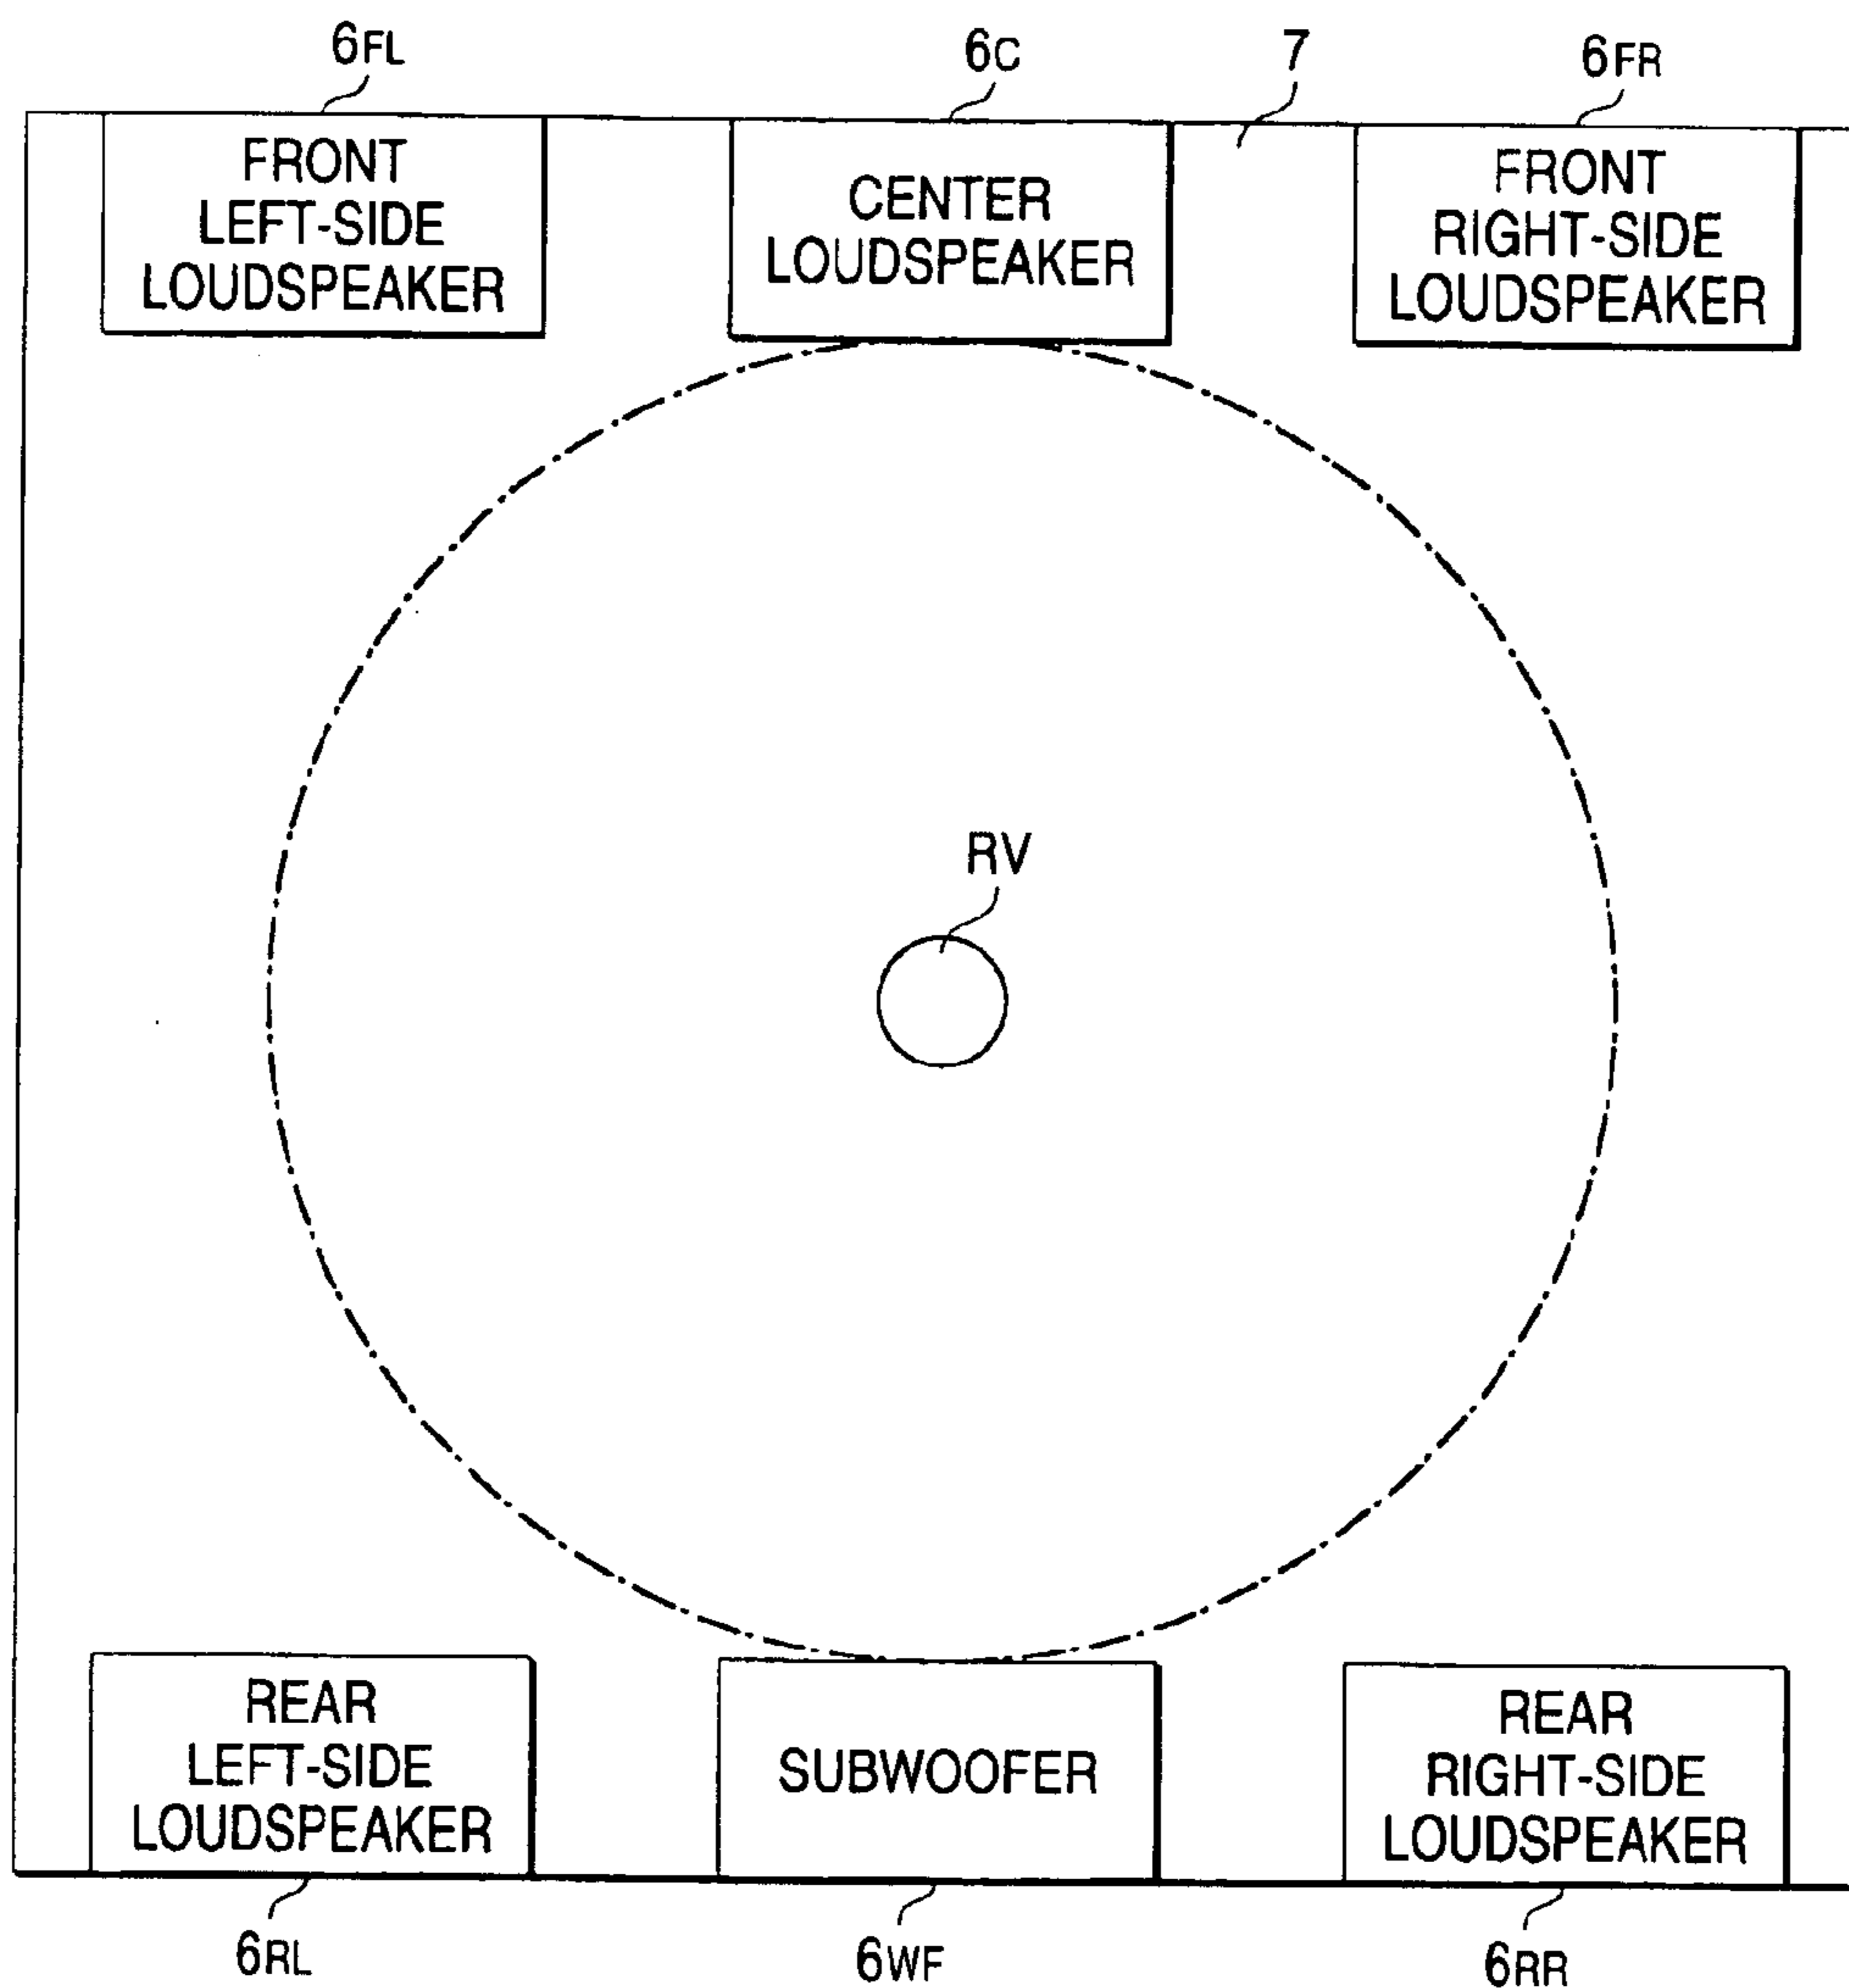 6FL
6C
7
6FR
FRONT
LEFT-SIDE
LOUDSPEAKER
CENTER
LOUDSPEAKER
FRONT
RIGHT-SIDE
LOUDSPEAKER
RV
REAR
LEFT-SIDE
LOUDSPEAKER
SUBWOOFER
REAR
RIGHT-SIDE
LOUDSPEAKER
6RL
6WF
6RR